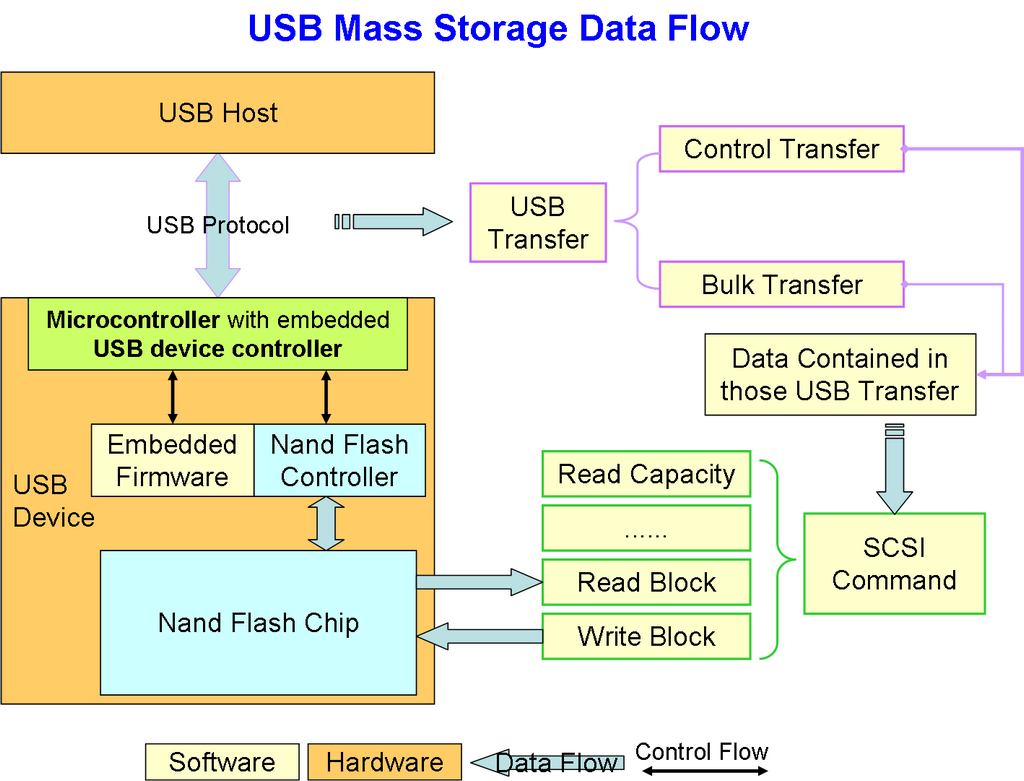 USB Mass Storage Data Flow
USB Host
Control Transfer
USB
Transfer
USB Protocol
Bulk Transfer
Microcontroller with embedded
USB device controller
Data Contained in
those USB Transfer
Embedded
Firmware
Nand Flash
Controller
USB
Device
Read Capacity
......
Read Block
Write Block
SCSI
Command
Nand Flash Chip
Software
Hardware
Data Flow
Control Flow